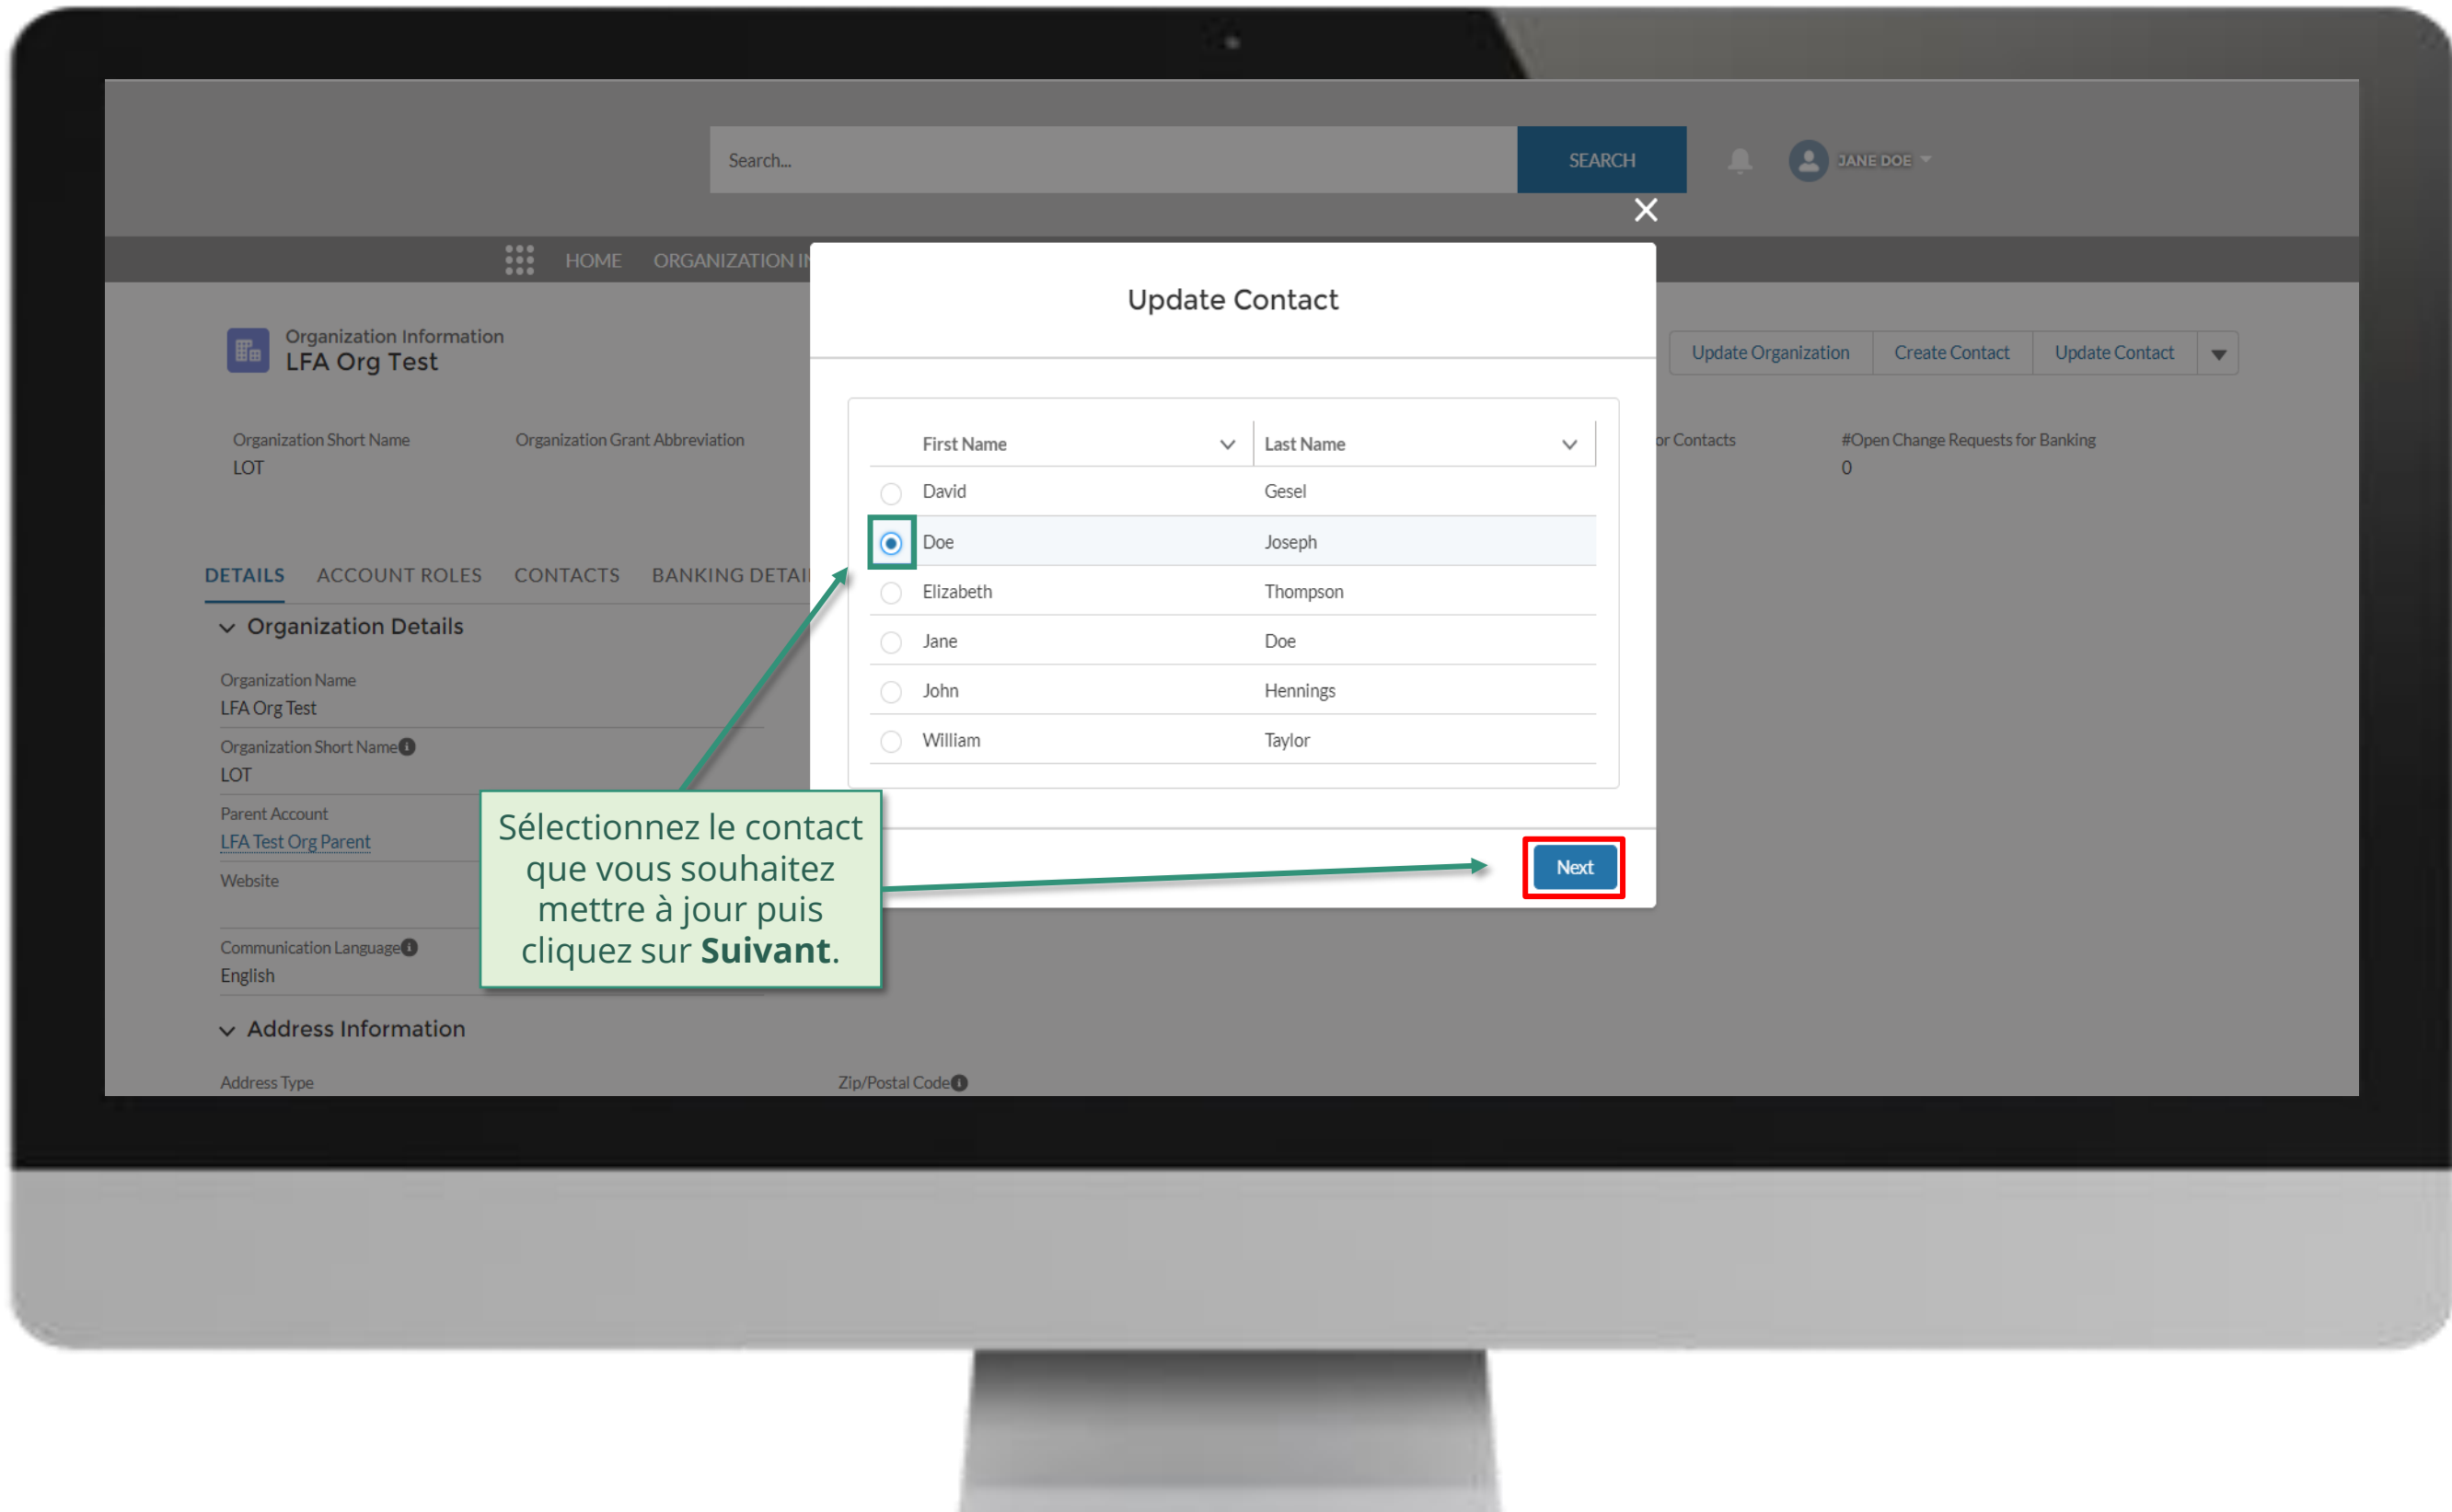 Search...
SEARCH
JANE DOE
HOME ORGANIZATION IN
Update Contact
Organization Information
LFA Org Test
Update Organization
Create Contact
Update Contact
Organization Short Name
LOT
Organization Grant Abbreviation
or Contacts
#Open Change Requests for Banking
0
First Name Last Name
David Gesel
Doe Joseph
Elizabeth Thompson
Jane Doe
John Hennings
William Taylor
Next
DETAILS ACCOUNT ROLES CONTACTS BANKING DETAI
Organization Details
Organization Name
LFA Org Test
Organization Short Name
LOT
Parent Account
LFA Test Org Parent
Website
Communication Language
English
Sélectionnez le contact
que vous souhaitez
mettre à jour puis
cliquez sur Suivant.
Address Information
Address Type
Zip/Postal Code